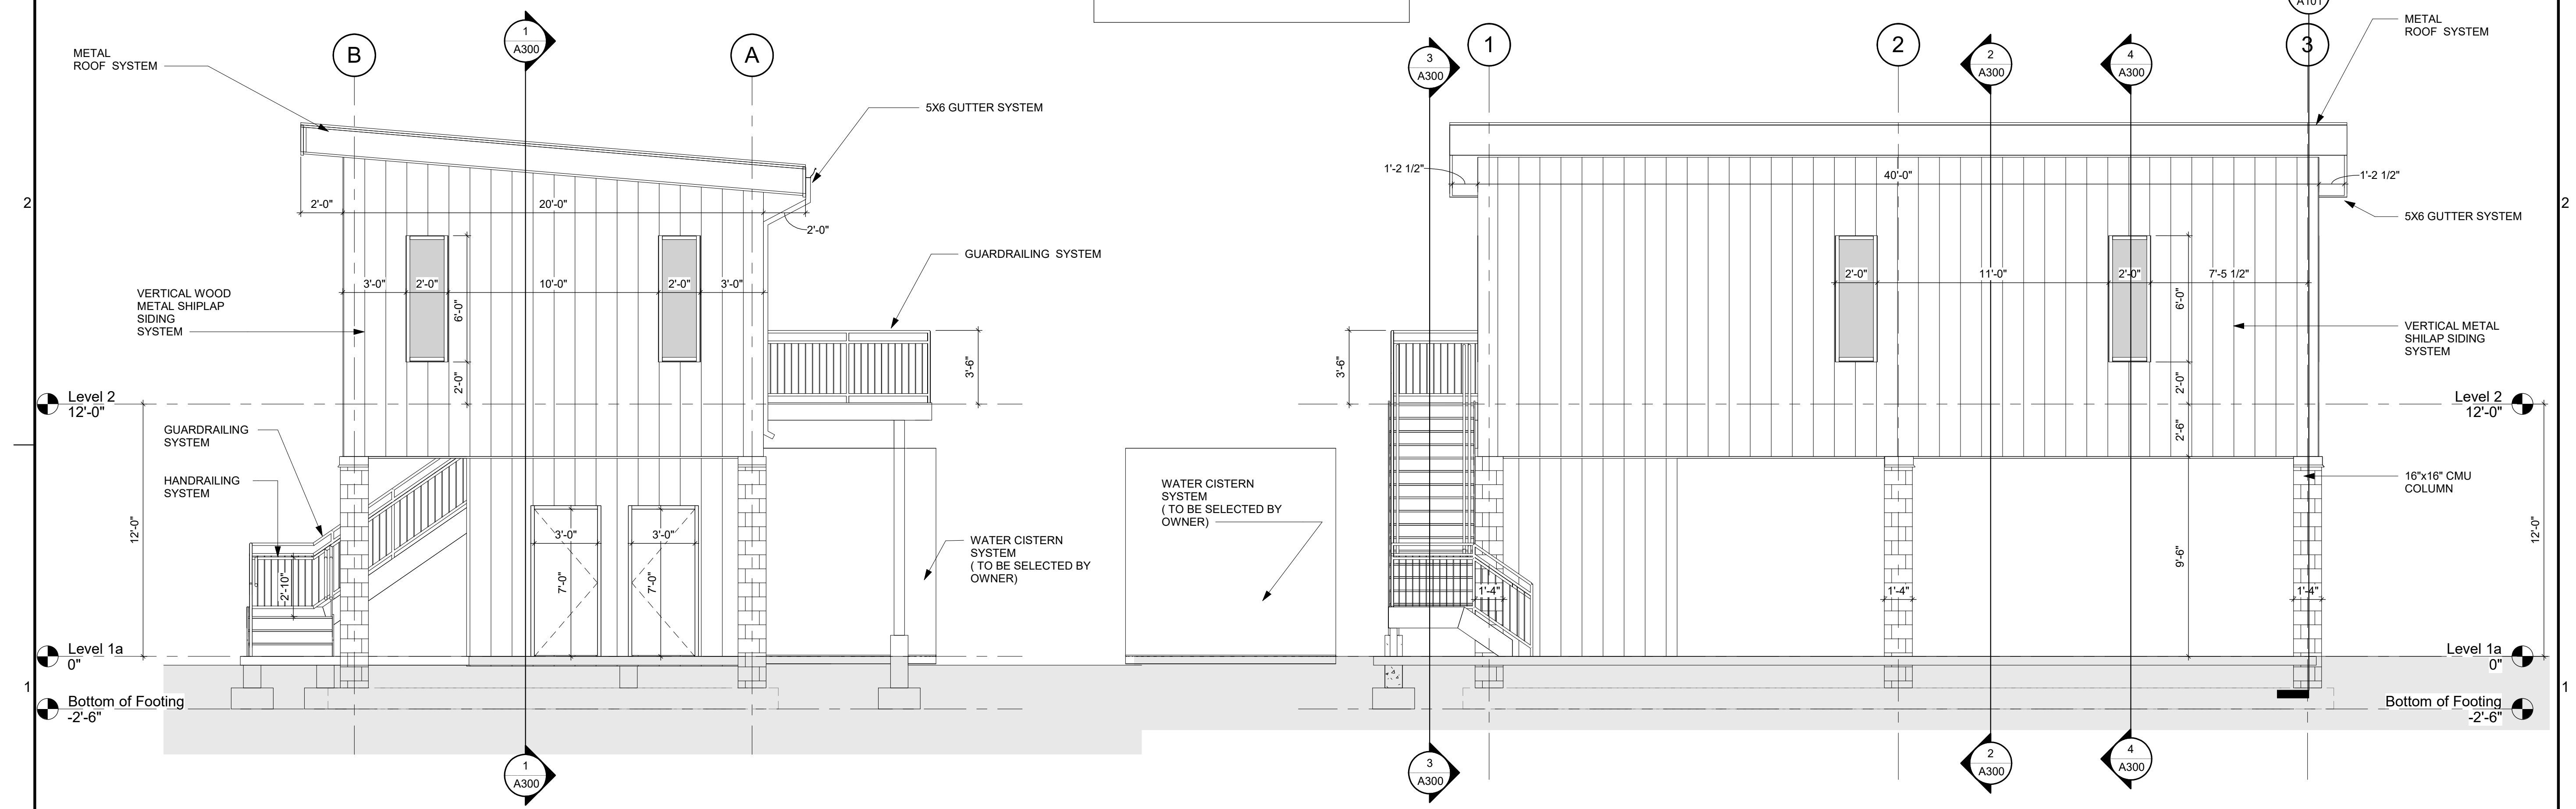 METAL
ROOF SYSTEM
B
1
A300
A
5X6 GUTTER SYSTEM
2'-0"
20'-0"
2'-0"
GUARDRAILING SYSTEM
VERTICAL WOOD
METAL SHIPLAP
SIDING
SYSTEM
3'-0"
2'-0"
10'-0"
2'-0"
3'-0"
6'-0"
2'-0"
3'-6"
Level 2
12'-0"
GUARDRAILING
SYSTEM
HANDRAILING
SYSTEM
12'-0"
2'-10"
3'-0"
3'-0"
7'-0"
7'-0"
WATER CISTERN
SYSTEM
( TO BE SELECTED BY
OWNER)
Level 1a
0"
Bottom of Footing
-2'-6"
1
A300
2
1
3
A300
1
2
2
A300
4
A300
A101
3
METAL
ROOF SYSTEM
1'-2 1/2"
40'-0"
1'-2 1/2"
5X6 GUTTER SYSTEM
2'-0"
11'-0"
2'-0"
7'-5 1/2"
6'-0"
2'-0"
2'-6"
9'-6"
VERTICAL METAL
SHILAP SIDING
SYSTEM
3'-6"
Level 2
12'-0"
WATER CISTERN
SYSTEM
( TO BE SELECTED BY
OWNER)
16"x16" CMU
COLUMN
12'-0"
1'-4"
1'-4"
1'-4"
Level 1a
0"
Bottom of Footing
-2'-6"
3
A300
2
A300
4
A300
2
1